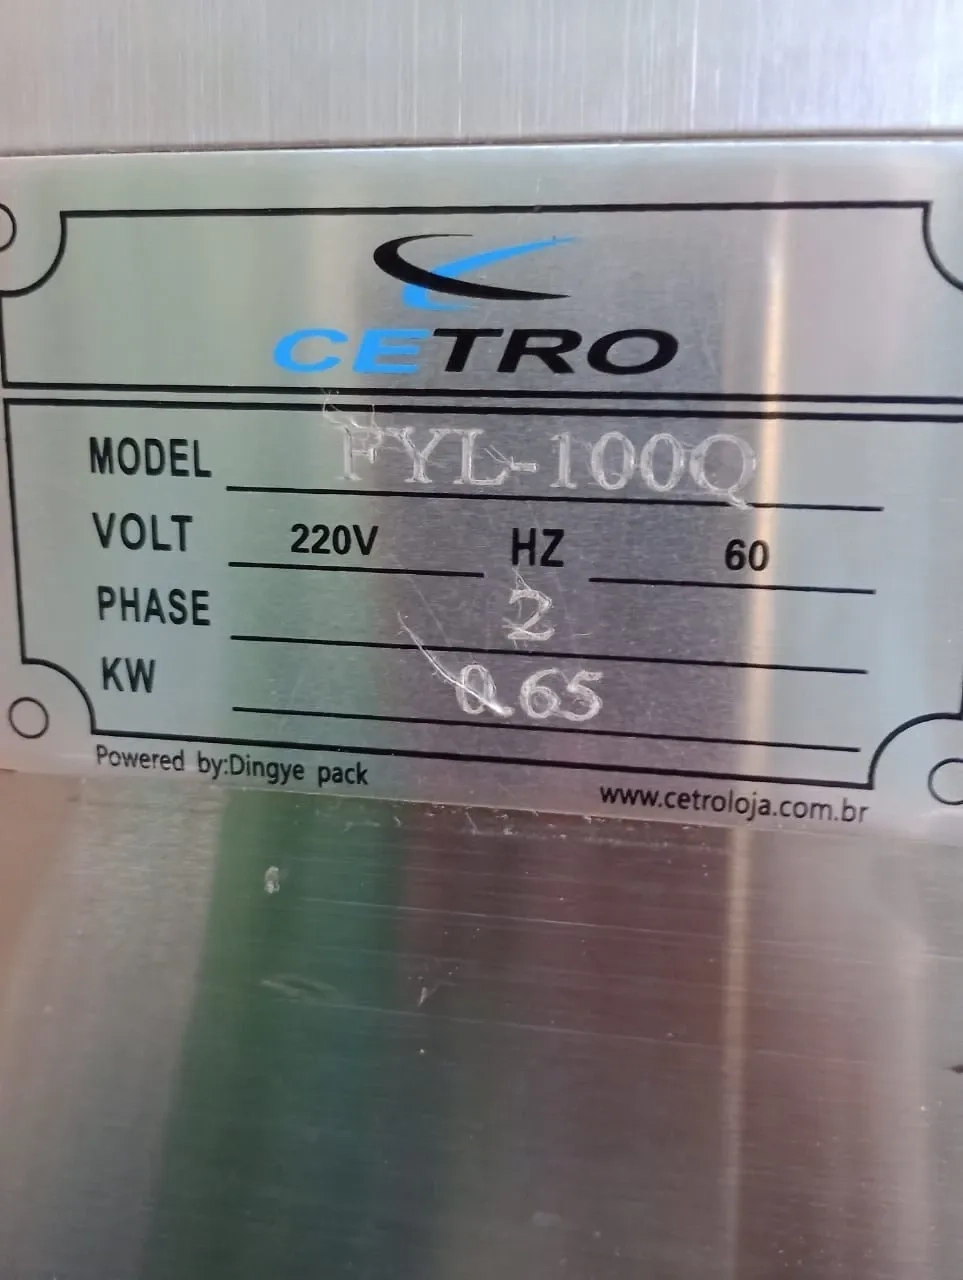 CETRO
MODEL FYL-100Q
VOLT 220V HZ 60
PHASE 2
KW 0.65
Powered by:Dingye pack
www.cetroloja.com.br